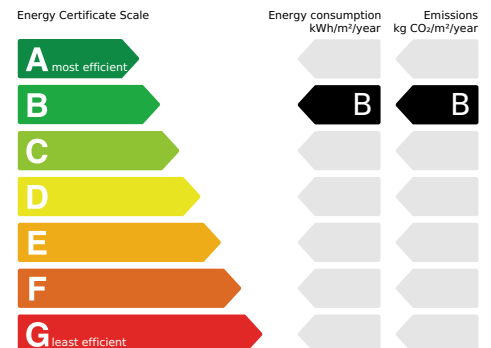 Energy Certificate Scale
Energy consumption
kWh/m²/year
Emissions
kg CO₂/m²/year
A most efficient
B B B
C
D
E
F
G least efficient